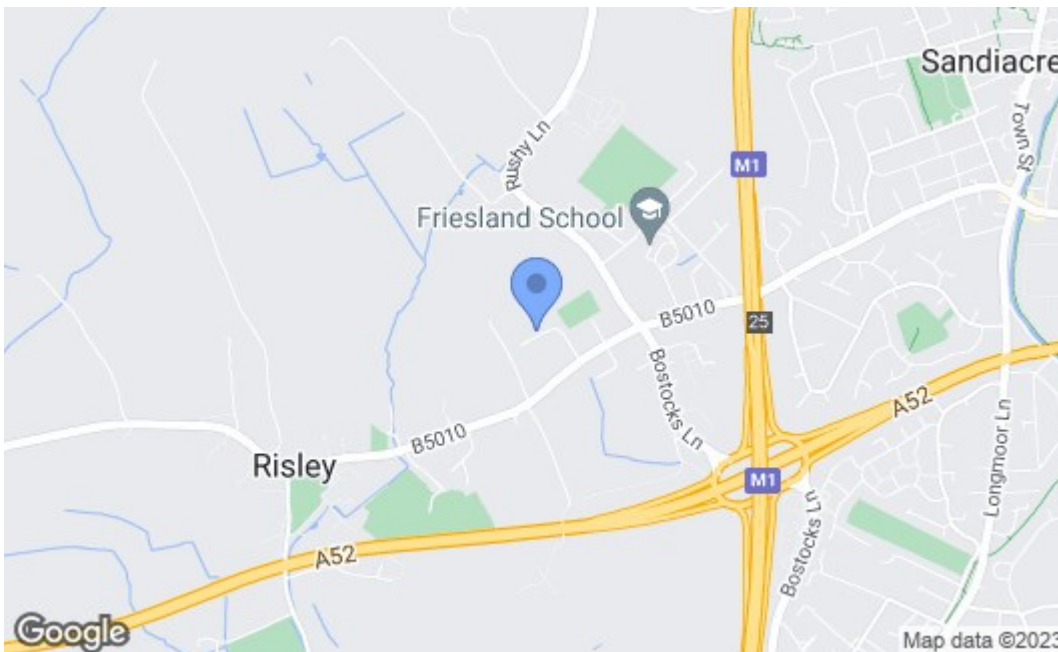 Sandiacre
Town St
Rushy Ln
M1
Friesland School
B5010
25
Bostocks Ln
A52
B5010
Risley
M1
Longmoor Ln
A52
Bostocks Ln
Google
Map data ©2023